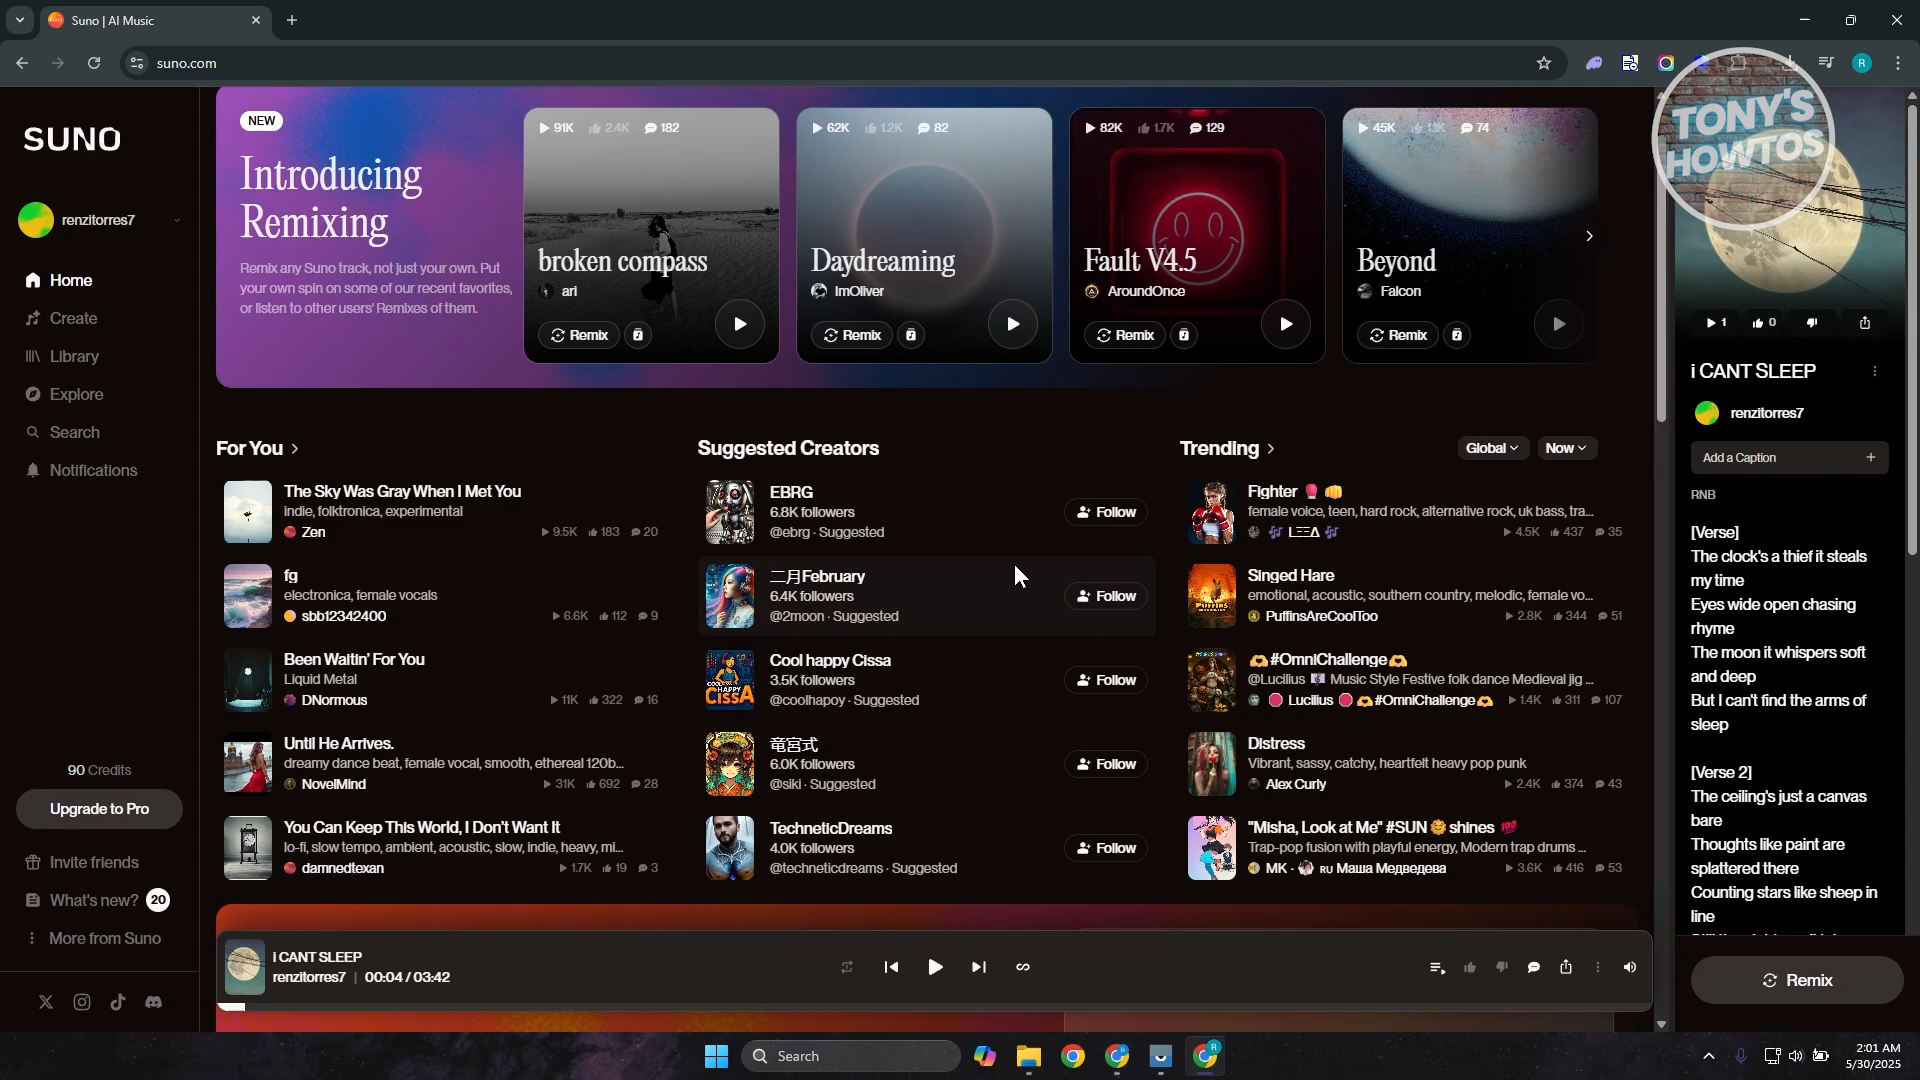 Suno | AI Music
suno.com
R
TONY'S
HOWTOS
SUNO
renzitorres7
Home
Create
Library
Explore
Search
Notifications
90 Credits
Upgrade to Pro
Invite friends
What's new? 20
More from Suno
NEW
Introducing
Remixing
Remix any Suno track, not just your own. Put
your own spin on some of our recent favorites,
or listen to other users' Remixes of them.
91K 2.4K 182
broken compass
ari
Remix
62K 1.2K 82
Daydreaming
ImOliver
Remix
82K 1.7K 129
Fault V4.5
AroundOnce
Remix
45K 1.1K 74
Beyond
Falcon
Remix
For You
The Sky Was Gray When I Met You
indie, folktronica, experimental
Zen 9.5K 183 20
fg
electronica, female vocals
sbb12342400 6.6K 112 9
Been Waitin' For You
Liquid Metal
DNormous 11K 322 16
Until He Arrives.
dreamy dance beat, female vocal, smooth, ethereal 120b...
NovelMind 31K 692 28
You Can Keep This World, I Don't Want It
lo-fi, slow tempo, ambient, acoustic, slow, indie, heavy, mi...
damnedtexan 1.7K 19 3
Suggested Creators
EBRG
6.8K followers
@ebrg · Suggested
Follow
二月February
6.4K followers
@2moon · Suggested
Follow
COOL HAPPY CISSA
Cool happy Cissa
3.5K followers
@coolhapoy · Suggested
Follow
竜宮式
6.0K followers
@siki · Suggested
Follow
TechneticDreams
4.0K followers
@techneticdreams · Suggested
Follow
Trending
Global
Now
Fighter 🥊 👊
female voice, teen, hard rock, alternative rock, uk bass, tra...
🎶 LΞΞΔ 🎶 4.5K 437 35
PUFFINS
Singed Hare
emotional, acoustic, southern country, melodic, female vo...
PuffinsAreCoolToo 2.8K 344 51
🫶#OmniChallenge🫶
@Lucilius 🎼 Music Style Festive folk dance Medieval jig ...
🛑 Lucilius 🛑 🫶#OmniChallenge🫶 1.4K 311 107
Distress
Vibrant, sassy, catchy, heartfelt heavy pop punk
Alex Curly 2.4K 374 43
"Misha, Look at Me" #SUN 🌞 shines 💯
Trap-pop fusion with playful energy, Modern trap drums ...
MK · RU Маша Медведева 3.6K 416 53
i CANT SLEEP
renzitorres7 | 00:04 / 03:42
1 0
i CANT SLEEP
renzitorres7
Add a Caption +
RNB
[Verse]
The clock's a thief it steals
my time
Eyes wide open chasing
rhyme
The moon it whispers soft
and deep
But I can't find the arms of
sleep
[Verse 2]
The ceiling's just a canvas
bare
Thoughts like paint are
splattered there
Counting stars like sheep in
line
Remix
Search
R
2:01 AM
5/30/2025